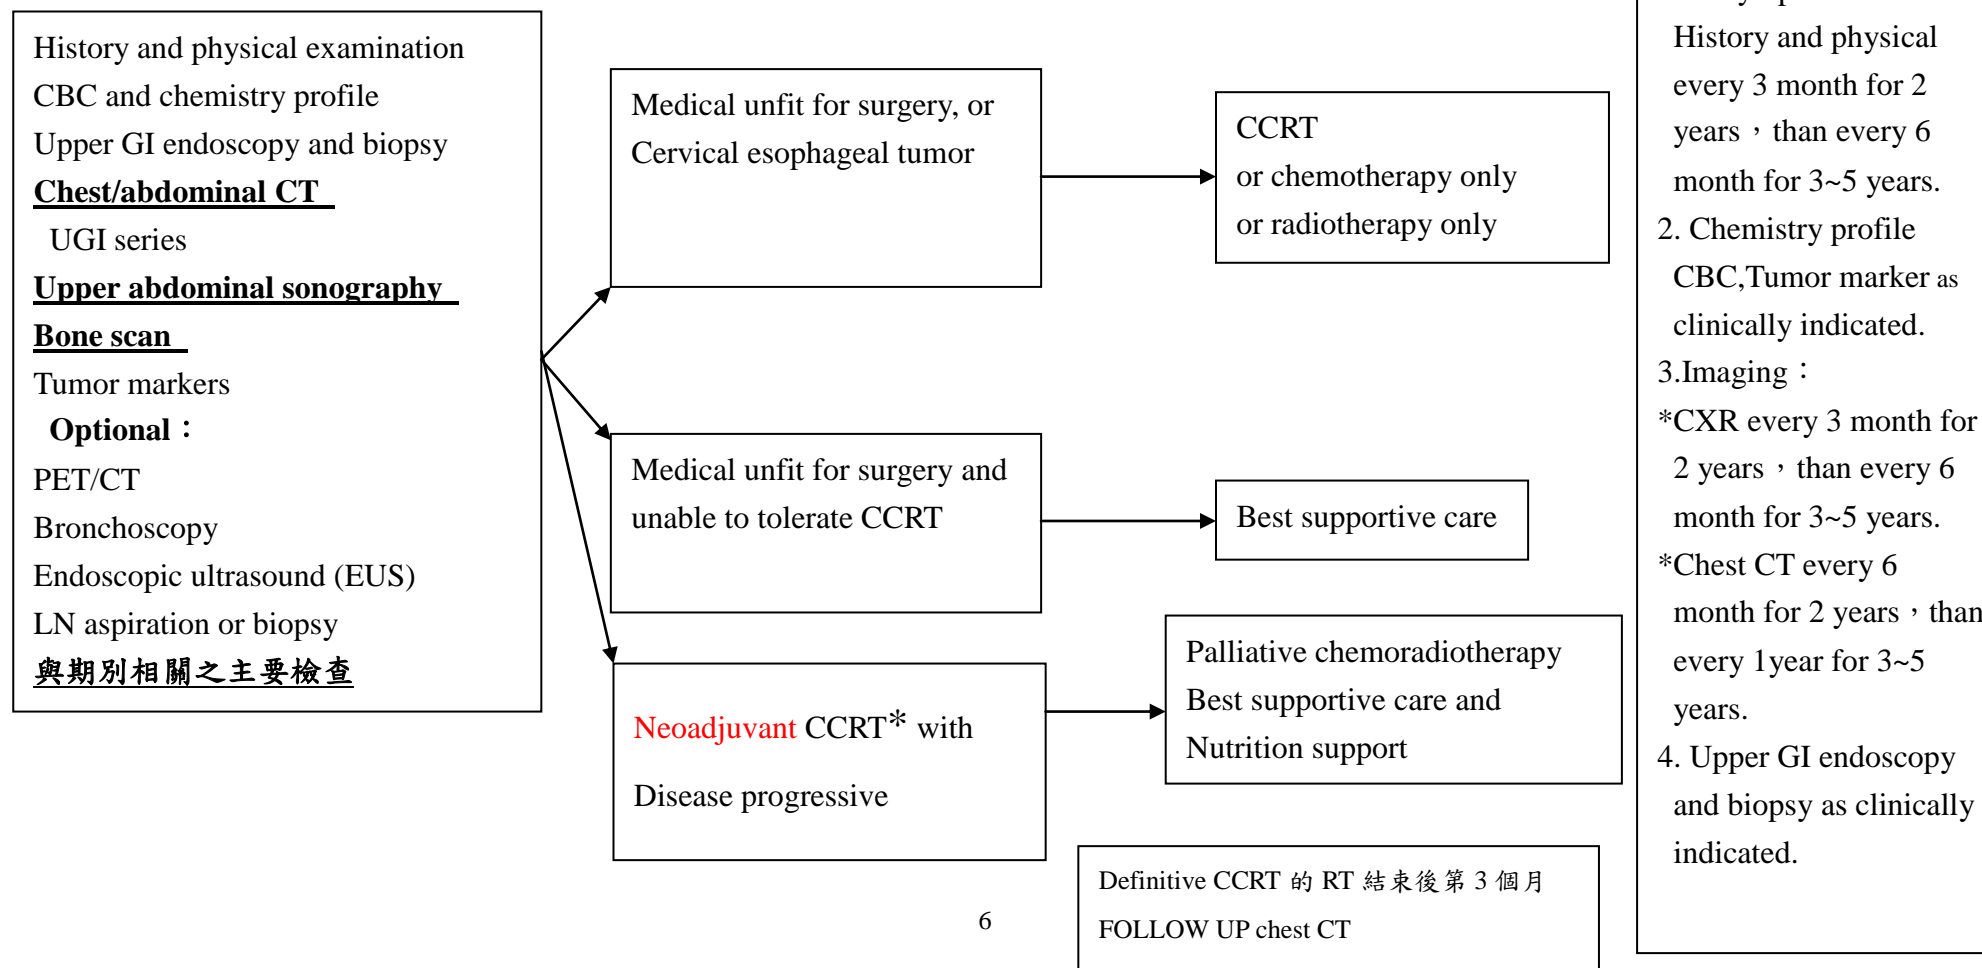 History and physical examination
CBC and chemistry profile
Upper GI endoscopy and biopsy
Chest/abdominal CT
UGI series
Upper abdominal sonography
Bone scan
Tumor markers
Optional：
PET/CT
Bronchoscopy
Endoscopic ultrasound (EUS)
LN aspiration or biopsy
與期別相關之主要檢查
Medical unfit for surgery, or
Cervical esophageal tumor
CCRT
or chemotherapy only
or radiotherapy only
Medical unfit for surgery and
unable to tolerate CCRT
Best supportive care
Neoadjuvant CCRT* with
Disease progressive
Palliative chemoradiotherapy
Best supportive care and
Nutrition support
Definitive CCRT 的 RT 結束後第 3 個月
FOLLOW UP chest CT
History and physical
every 3 month for 2
years，than every 6
month for 3~5 years.
2. Chemistry profile
CBC,Tumor marker as
clinically indicated.
3.Imaging：
*CXR every 3 month for
2 years，than every 6
month for 3~5 years.
*Chest CT every 6
month for 2 years，than
every 1year for 3~5
years.
4. Upper GI endoscopy
and biopsy as clinically
indicated.
6